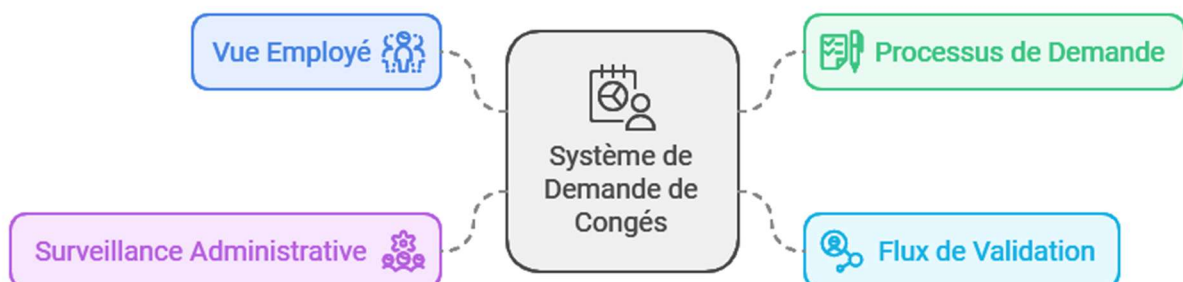 Vue Employé
Processus de Demande
Système de
Demande de
Congés
Surveillance Administrative
Flux de Validation